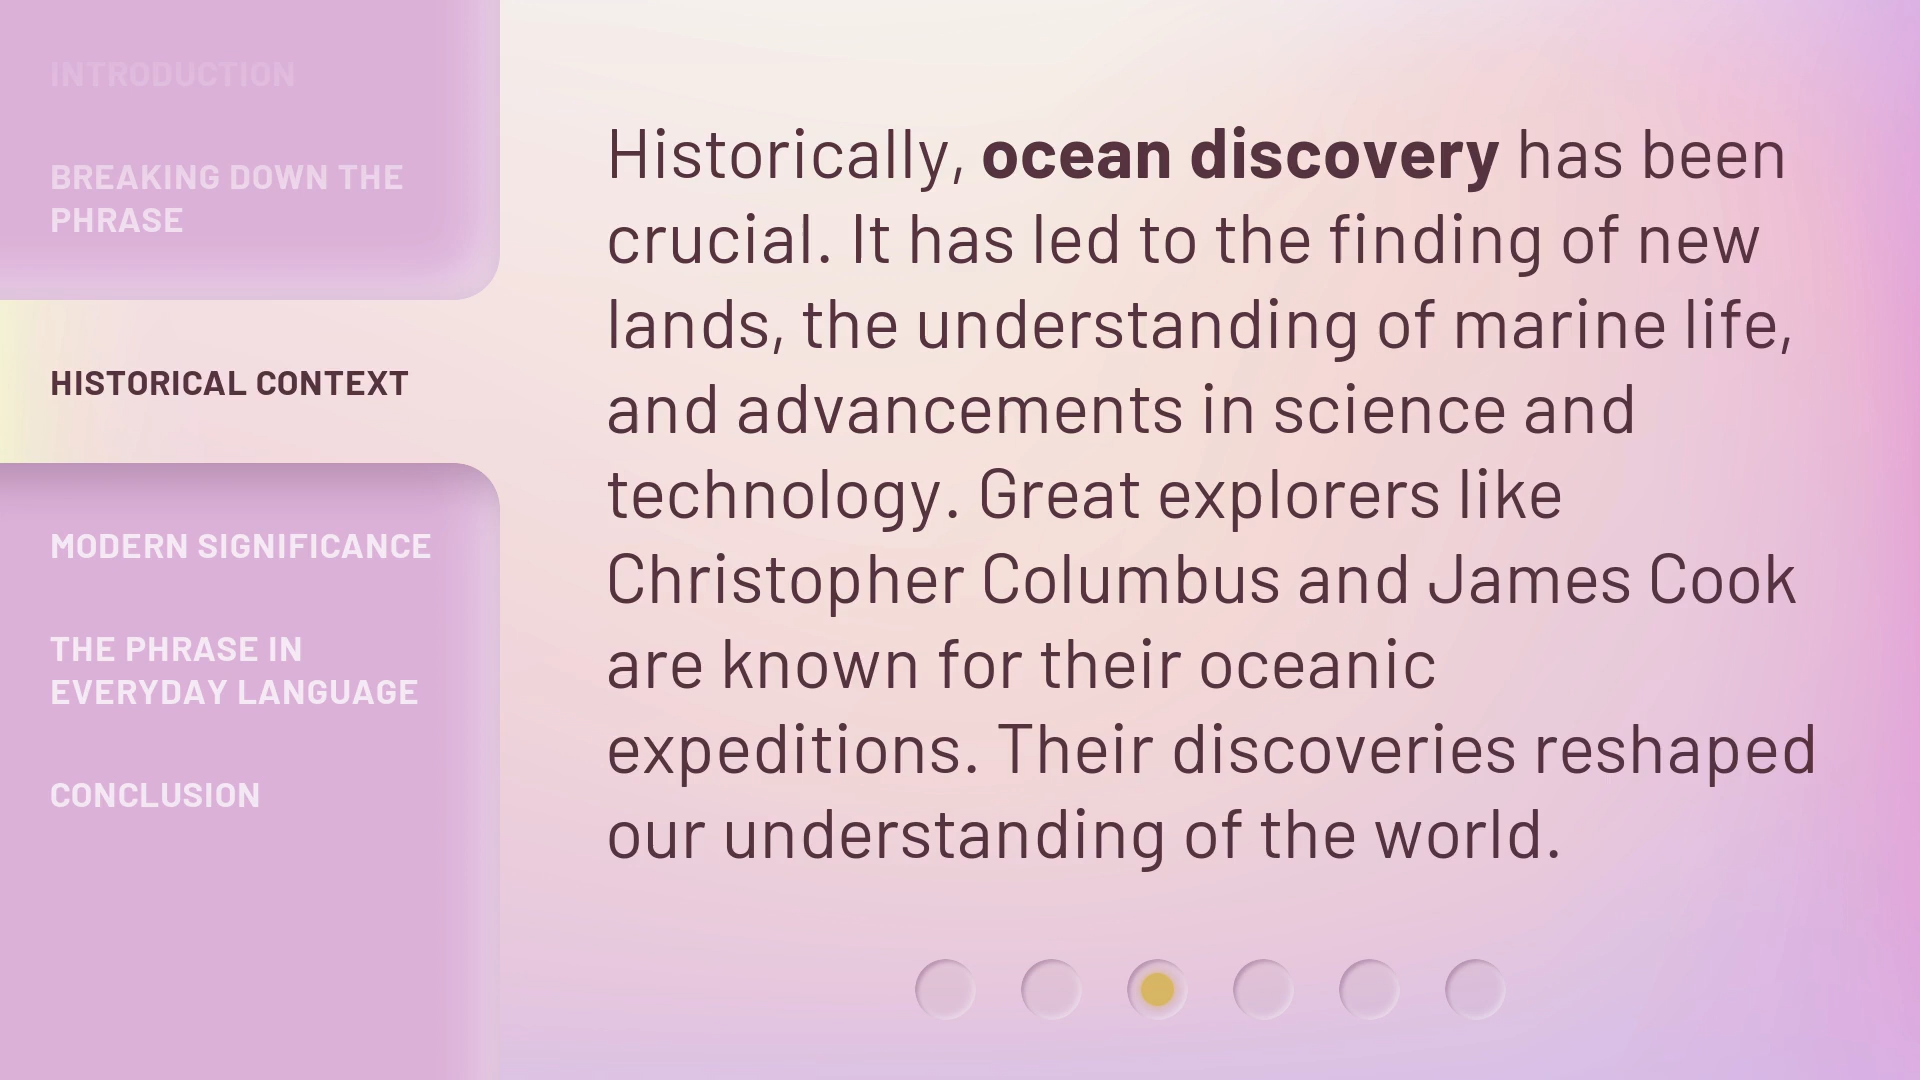 INTRODUCTION
BREAKING DOWN THE
PHRASE
HISTORICAL CONTEXT
MODERN SIGNIFICANCE
THE PHRASE IN
EVERYDAY LANGUAGE
CONCLUSION
Historically, ocean discovery has been
crucial. It has led to the finding of new
lands, the understanding of marine life,
and advancements in science and
technology. Great explorers like
Christopher Columbus and James Cook
are known for their oceanic
expeditions. Their discoveries reshaped
our understanding of the world.